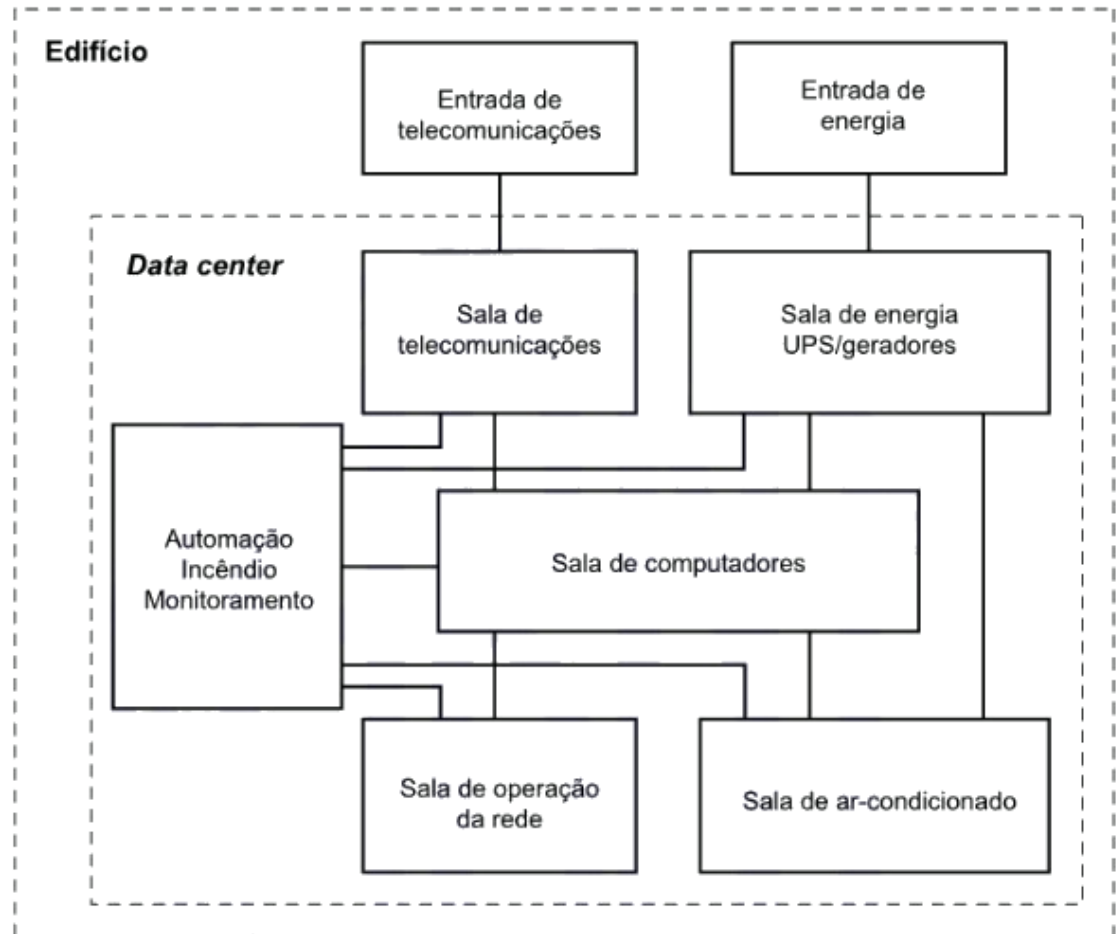 Edifício
Entrada de
telecomunicações
Entrada de
energia
Data center
Sala de
telecomunicações
Sala de energia
UPS/geradores
Automação
Incêndio
Monitoramento
Sala de computadores
Sala de operação
da rede
Sala de ar-condicionado